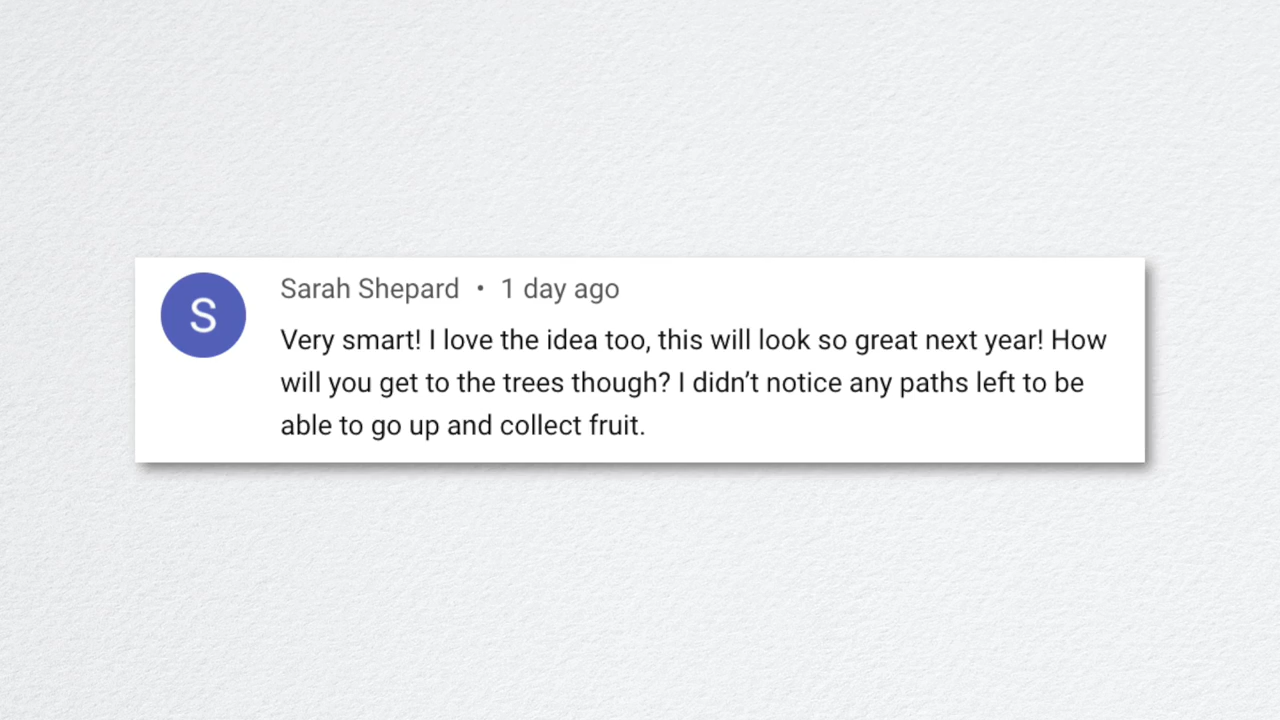 S
Sarah Shepard • 1 day ago
Very smart! I love the idea too, this will look so great next year! How
will you get to the trees though? I didn’t notice any paths left to be
able to go up and collect fruit.